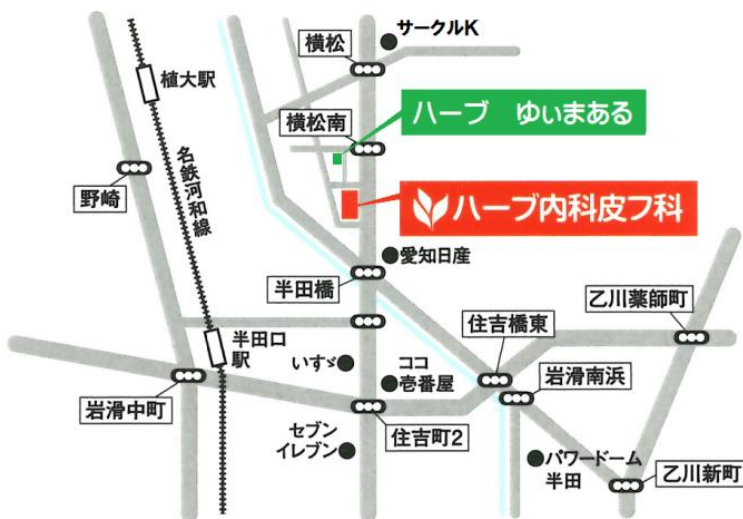 サークルK
横松
植大駅
ハーブ　ゆいまある
横松南
名鉄河和線
野崎
ハーブ内科皮フ科
愛知日産
半田橋
乙川薬師町
住吉橋東
半田口
駅
いすゞ
ココ
壱番屋
岩滑南浜
岩滑中町
住吉町2
セブン
イレブン
パワードーム
半田
乙川新町